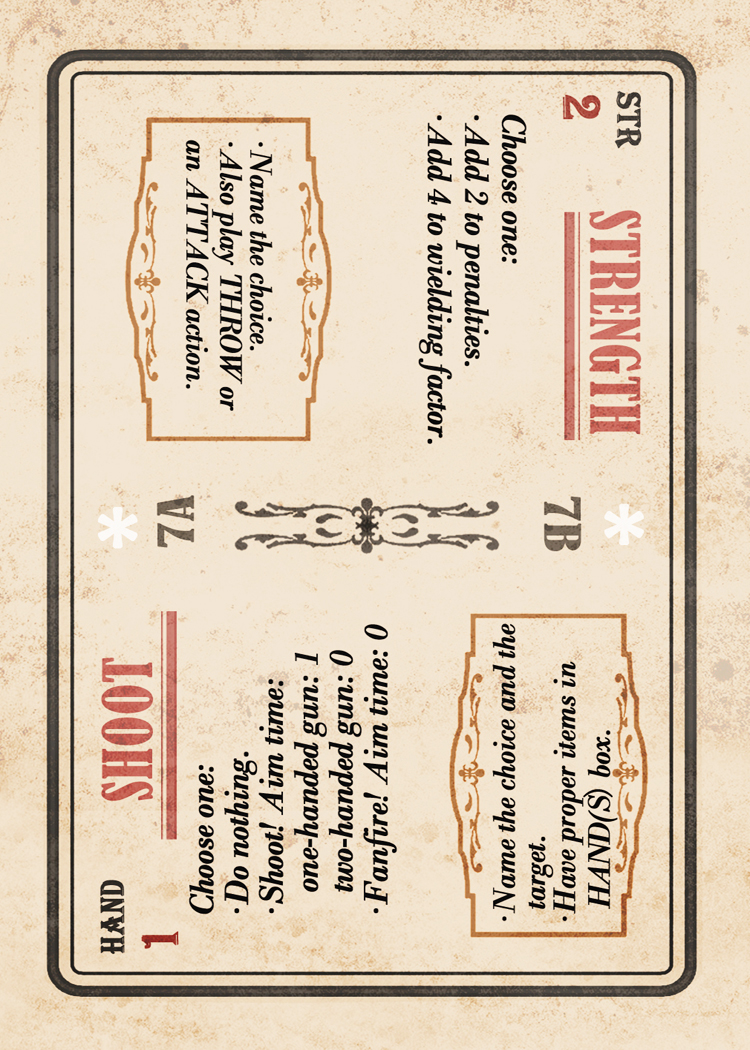 STR
2
STRENGTH
Choose one:
·Add 2 to penalties.
·Add 4 to wielding factor.
·Name the choice.
·Also play THROW or
an ATTACK action.
7B
*
7A
*
HAND
1
SHOOT
Choose one:
·Do nothing.
·Shoot! Aim time:
one-handed gun: 1
two-handed gun: 0
·Fanfire! Aim time: 0
·Name the choice and the
target.
·Have proper items in
HAND(S) box.